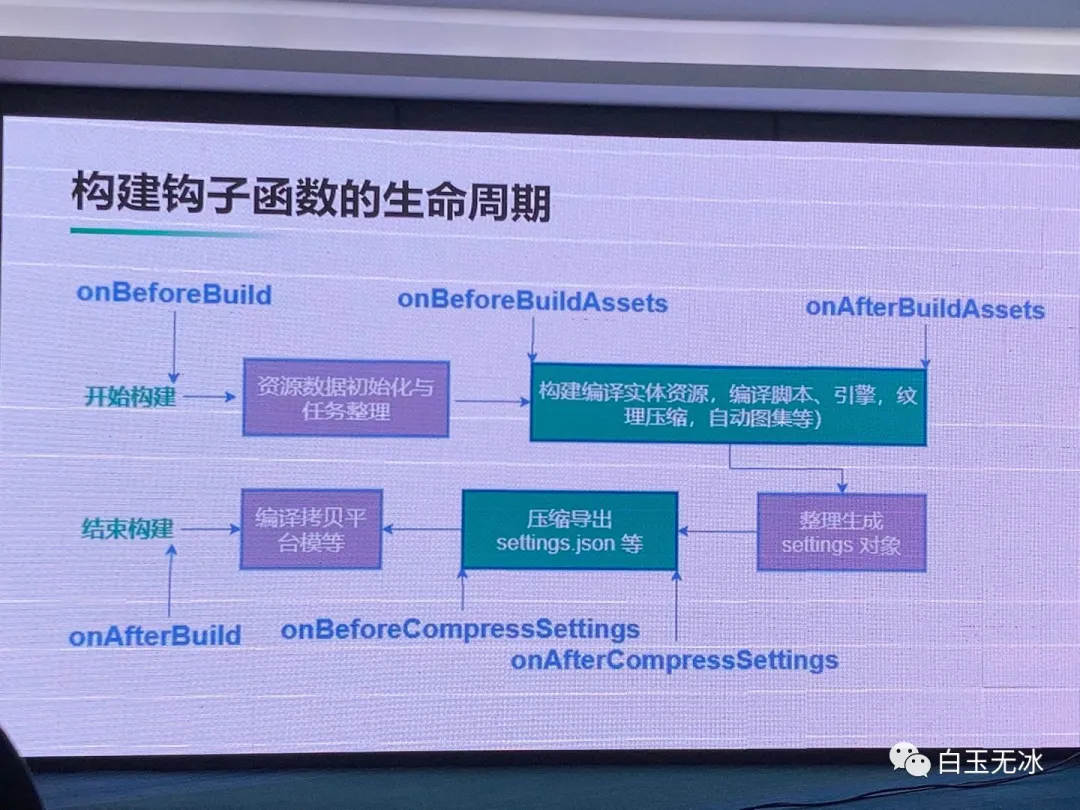 构建钩子函数的生命周期
onBeforeBuild
onBeforeBuildAssets
onAfterBuildAssets
开始构建
资源数据初始化与
任务整理
构建编译实体资源，编译脚本、引擎，纹
理压缩，自动图集等）
结束构建
编译拷贝平
台模等
压缩导出
settings.json 等
整理生成
settings 对象
onAfterBuild
onBeforeCompressSettings
onAfterCompressSettings
白玉无冰